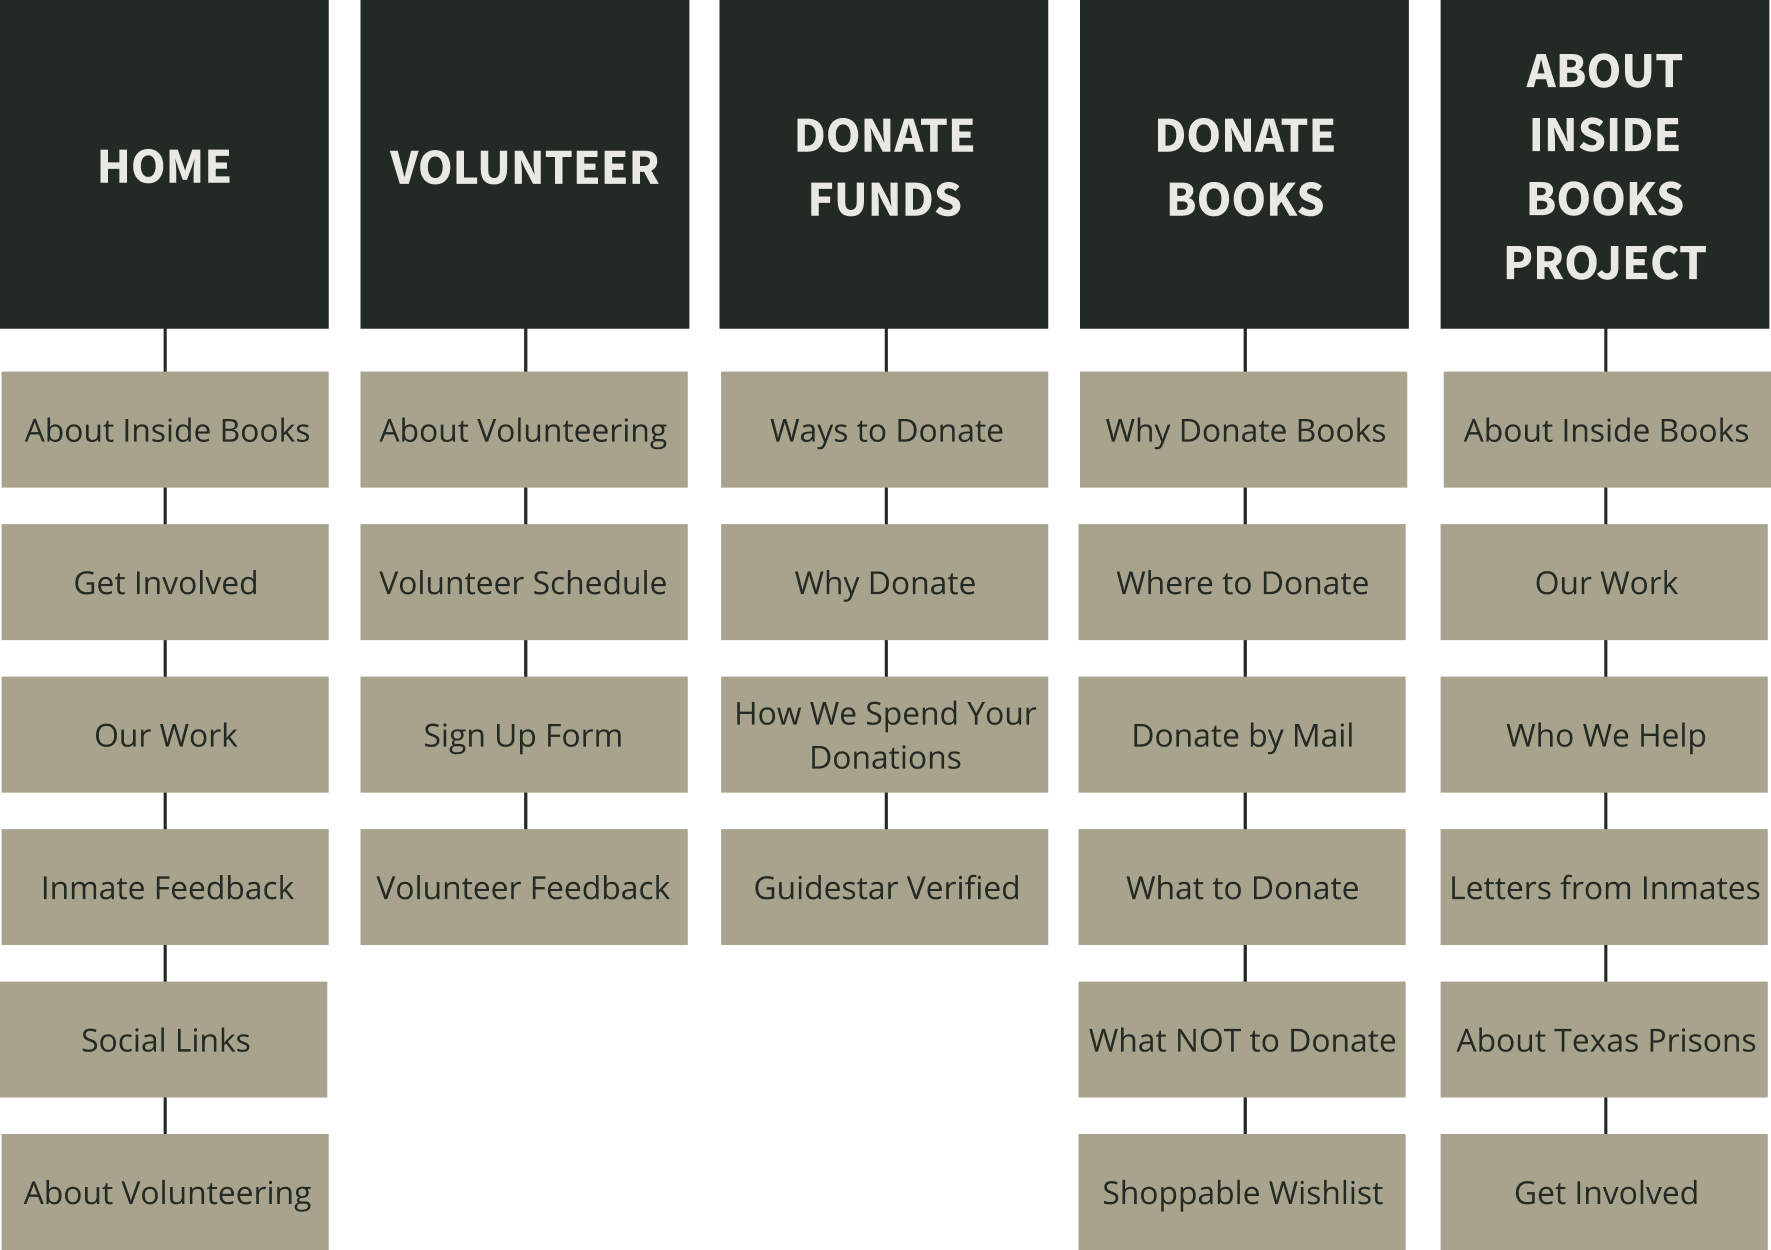 HOME
About Inside Books
Get Involved
Our Work
Inmate Feedback
Social Links
About Volunteering
VOLUNTEER
About Volunteering
Volunteer Schedule
Sign Up Form
Volunteer Feedback
DONATE
FUNDS
Ways to Donate
Why Donate
How We Spend Your
Donations
Guidestar Verified
DONATE
BOOKS
Why Donate Books
Where to Donate
Donate by Mail
What to Donate
What NOT to Donate
Shoppable Wishlist
ABOUT
INSIDE
BOOKS
PROJECT
About Inside Books
Our Work
Who We Help
Letters from Inmates
About Texas Prisons
Get Involved